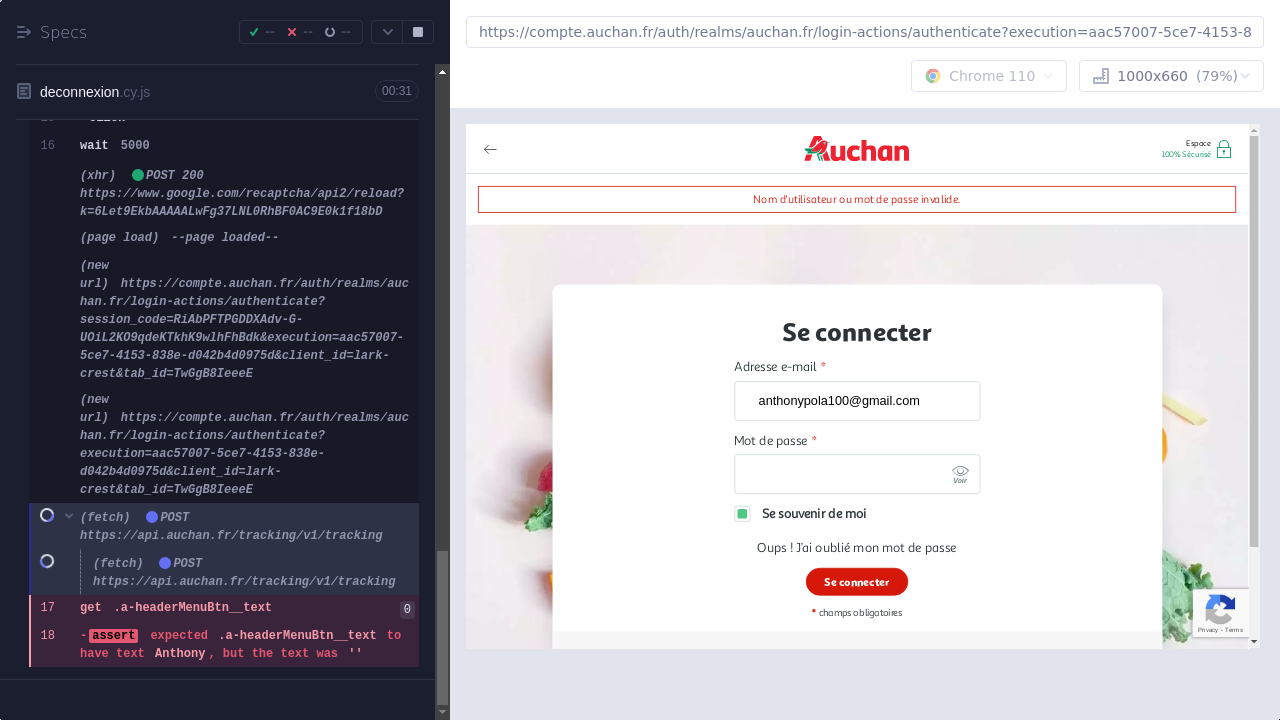 Specs
--
--
--
deconnexion.cy.js
00:31
16 wait 5000
(xhr) POST 200
https://www.google.com/recaptcha/api2/reload?
k=6Let9EkbAAAAALwFg37LNL0RhBF0AC9E0k1f18bD
(page load) --page loaded--
(new
url) https://compte.auchan.fr/auth/realms/auc
han.fr/login-actions/authenticate?
session_code=RiAbPFTPGDDXAdv-G-
UOiL2KO9qdeKTkhK9wlhFhBdk&execution=aac57007-
5ce7-4153-838e-d042b4d0975d&client_id=lark-
crest&tab_id=TwGgB8IeeeE
(new
url) https://compte.auchan.fr/auth/realms/auc
han.fr/login-actions/authenticate?
execution=aac57007-5ce7-4153-838e-
d042b4d0975d&client_id=lark-
crest&tab_id=TwGgB8IeeeE
(fetch) POST
https://api.auchan.fr/tracking/v1/tracking
(fetch) POST
https://api.auchan.fr/tracking/v1/tracking
17 get .a-headerMenuBtn__text 0
18 -assert expected .a-headerMenuBtn__text to
have text Anthony, but the text was ''
https://compte.auchan.fr/auth/realms/auchan.fr/login-actions/authenticate?execution=aac57007-5ce7-4153-8
Chrome 110
1000x660 (79%)
Auchan
Espace
100% Sécurisé
Nom d'utilisateur ou mot de passe invalide.
Se connecter
Adresse e-mail *
anthonypola100@gmail.com
Mot de passe *
Voir
Se souvenir de moi
Oups ! J'ai oublié mon mot de passe
Se connecter
* champs obligatoires
Privacy - Terms